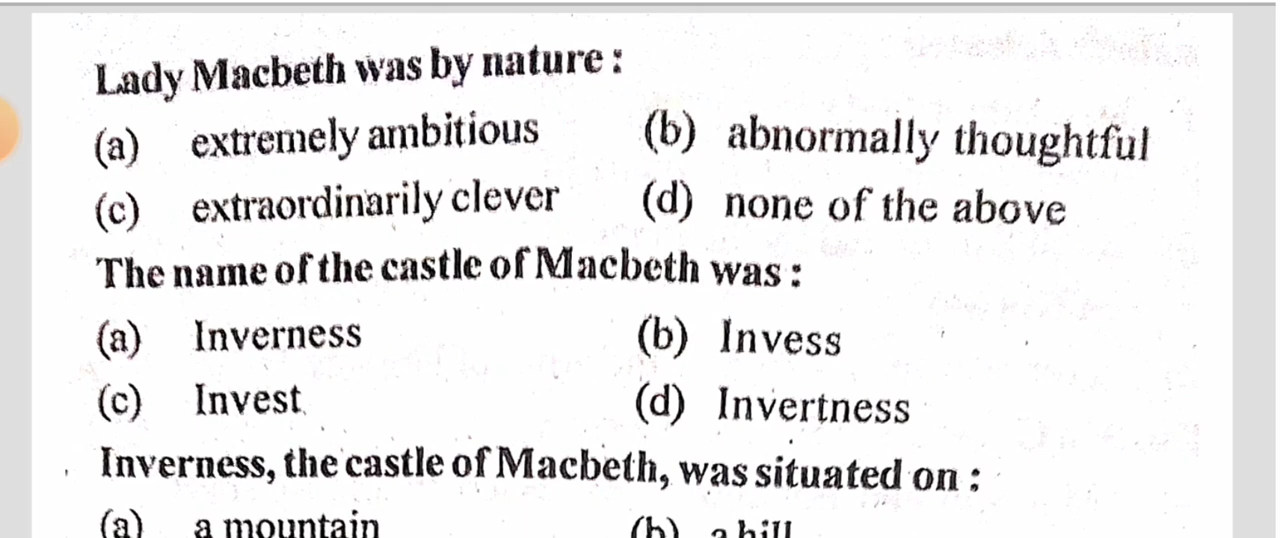 Lady Macbeth was by nature :
(a) extremely ambitious (b) abnormally thoughtful
(c) extraordinarily clever (d) none of the above
The name of the castle of Macbeth was :
(a) Inverness (b) Invess
(c) Invest (d) Invertness
Inverness, the castle of Macbeth, was situated on :
(a) a mountain (b) a hill